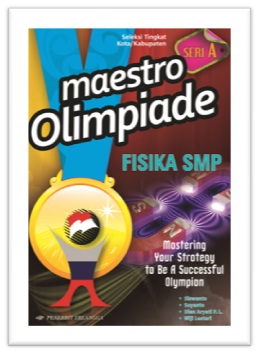 Seleksi Tingkat
Kota/Kabupaten
SERI A
maestro
Olimpiade
FISIKA SMP
Mastering
Your Strategy
to Be A Successful
Olympian
• Siswanto
• Suyanto
PENERBIT ERLANGGA